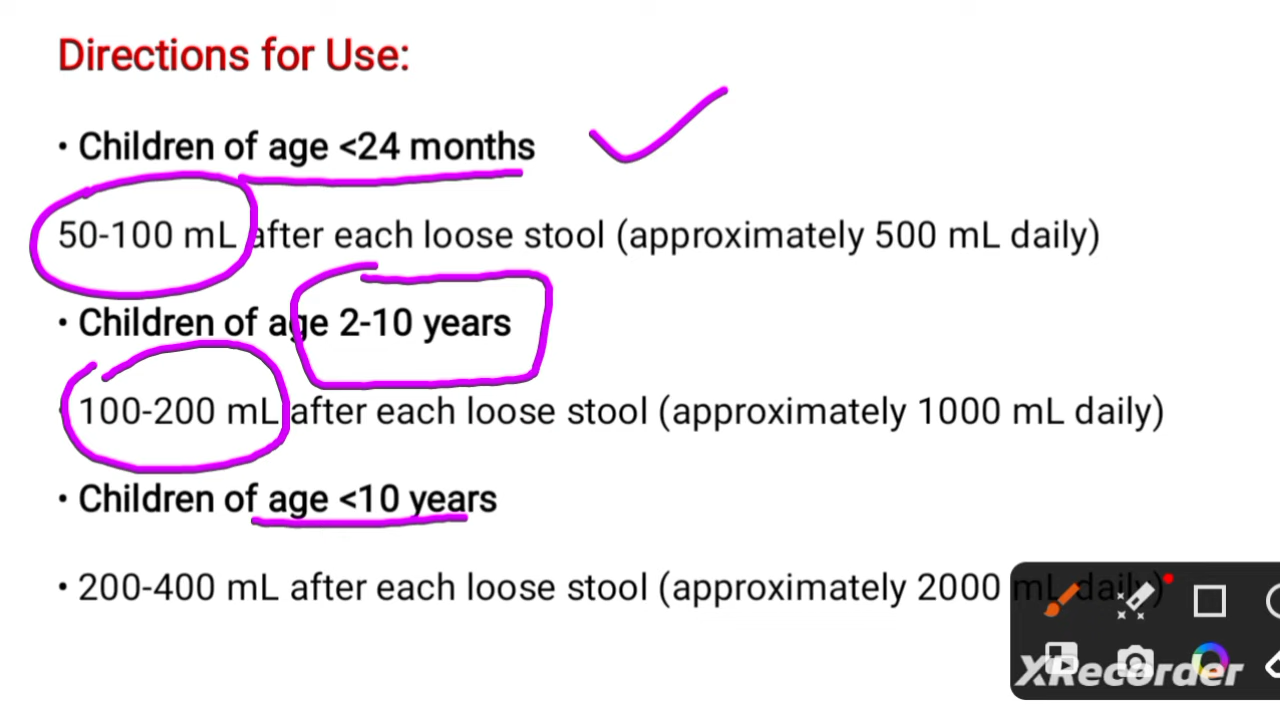 Directions for Use:
• Children of age <24 months
50-100 mL after each loose stool (approximately 500 mL daily)
• Children of age 2-10 years
• 100-200 mL after each loose stool (approximately 1000 mL daily)
• Children of age <10 years
• 200-400 mL after each loose stool (approximately 2000 mL daily)
XRecorder